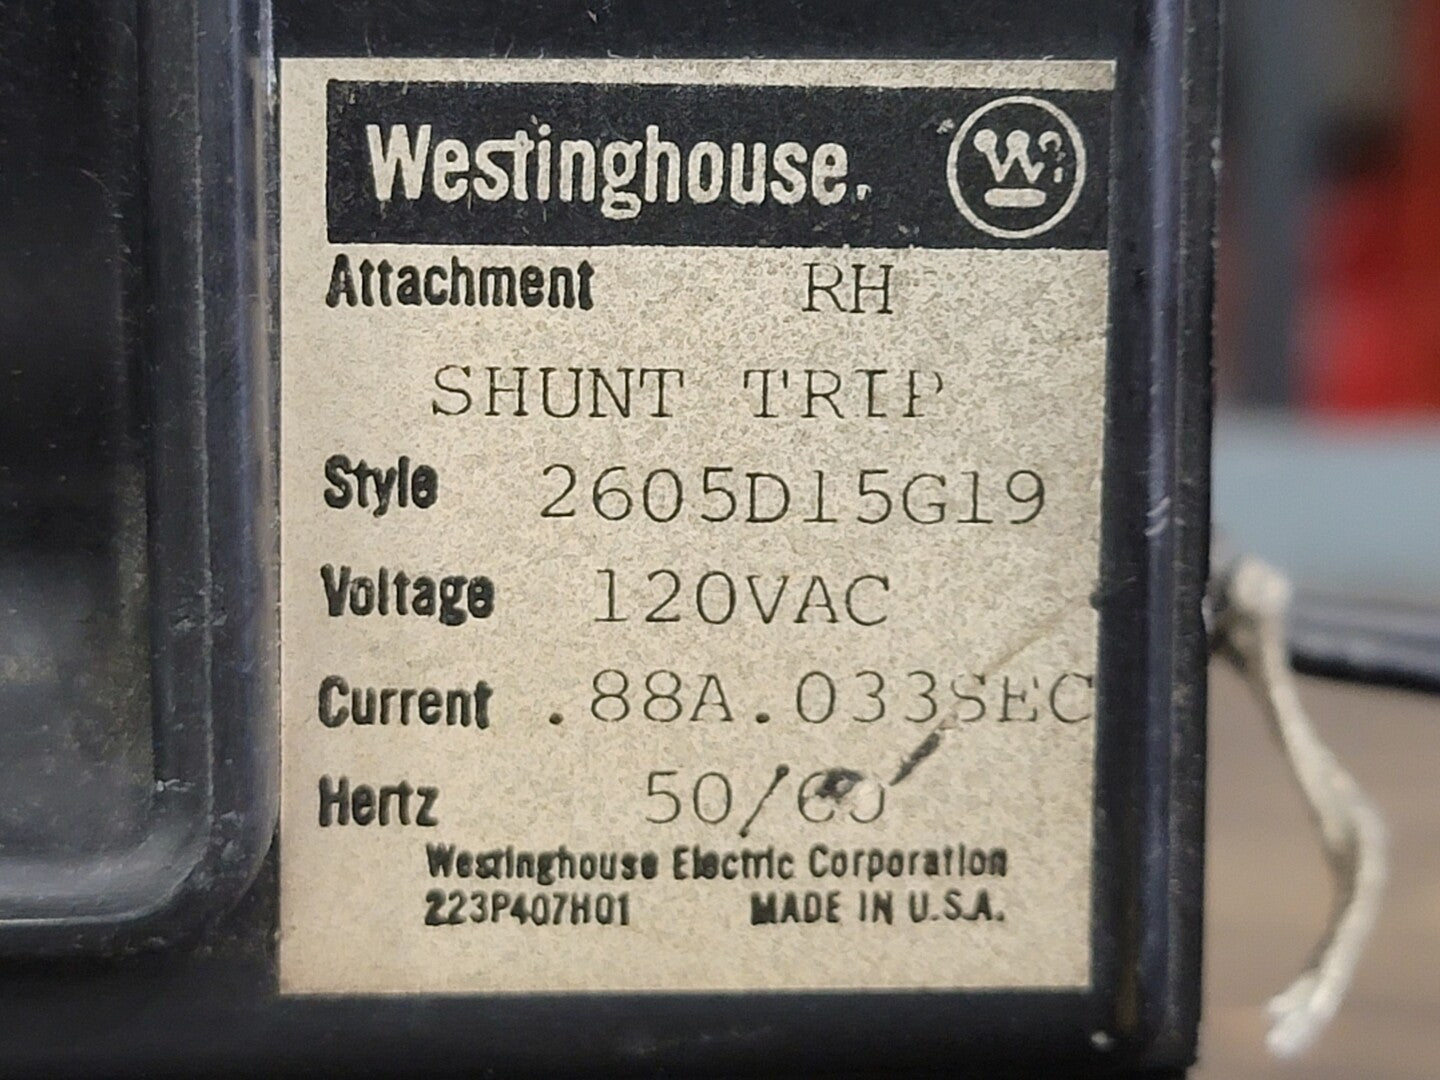 Westinghouse.
W
Attachment RH
SHUNT TRIP
Style 2605D15G19
Voltage 120VAC
Current .88A.033SEC
Hertz 50/60
Westinghouse Electric Corporation
223P407H01 MADE IN U.S.A.